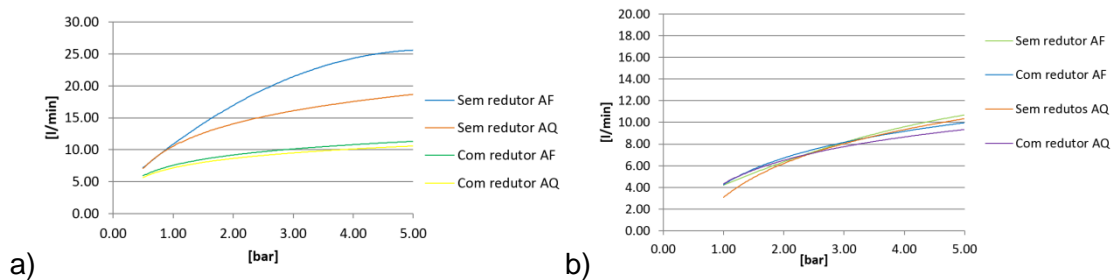 30.00
25.00
20.00
15.00
10.00
5.00
0.00
[l/min]
0.00 1.00 2.00 3.00 4.00 5.00
[bar]
Sem redutor AF
Sem redutor AQ
Com redutor AF
Com redutor AQ
a)
20.00
18.00
16.00
14.00
12.00
10.00
8.00
6.00
4.00
2.00
0.00
[l/min]
0.00 1.00 2.00 3.00 4.00 5.00
[bar]
Sem redutor AF
Com redutor AF
Sem redutos AQ
Com redutor AQ
b)